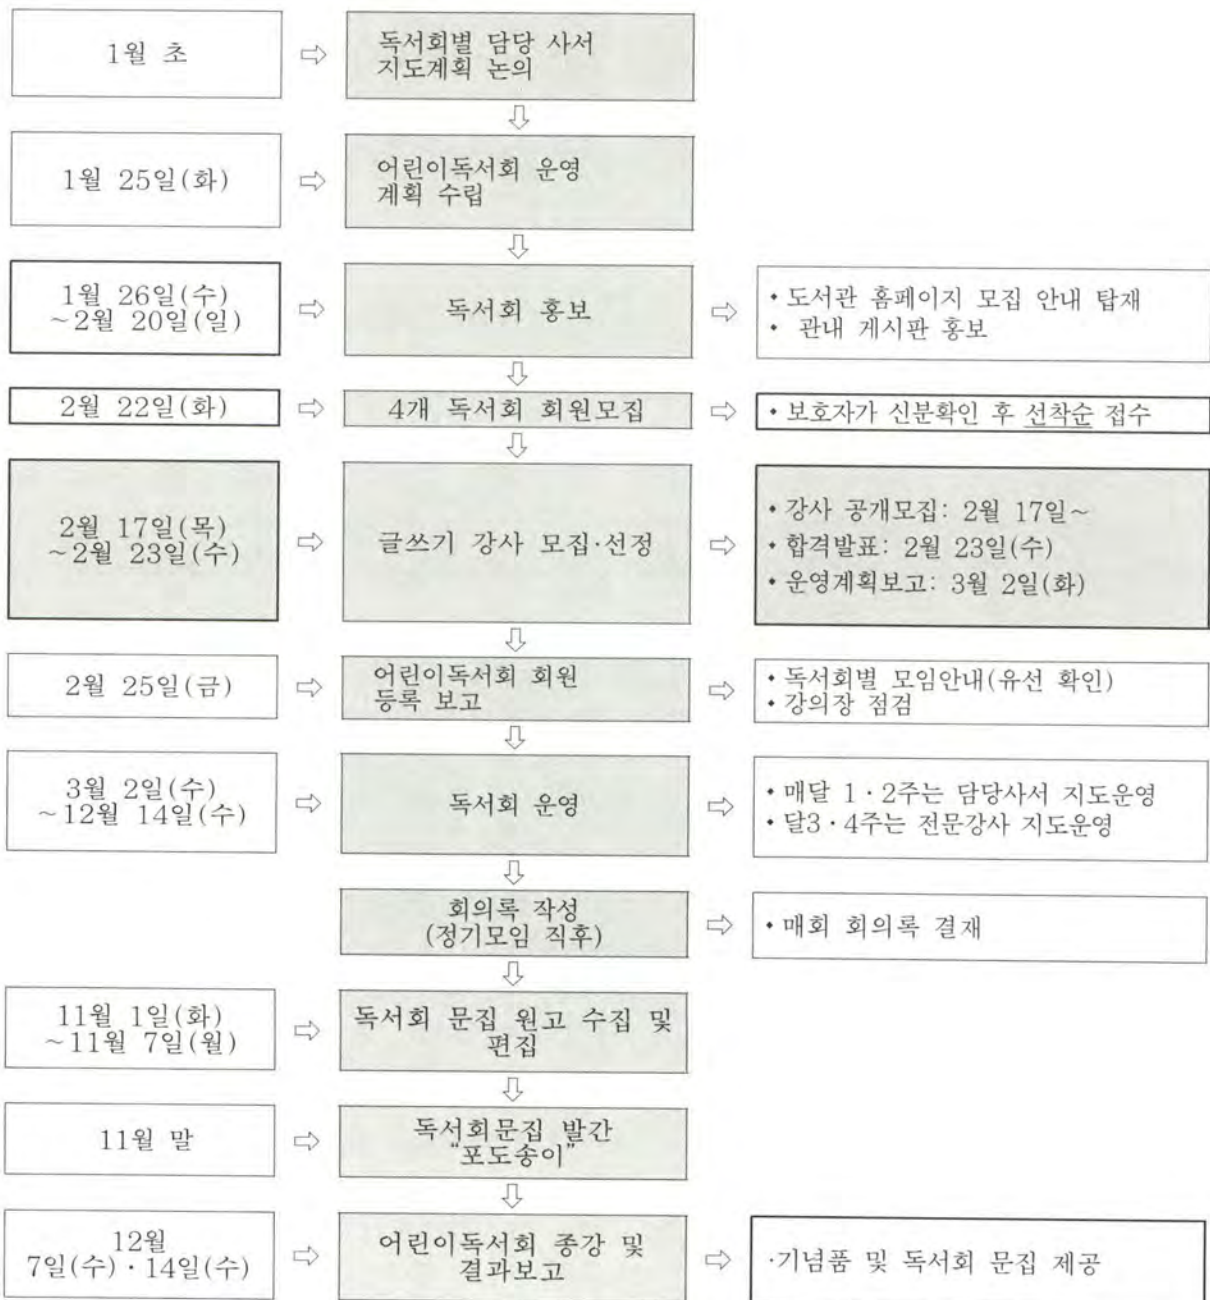 1월 초
독서회별 담당 사서
지도계획 논의
1월 25일(화)
어린이독서회 운영
계획 수립
1월 26일(수)
~2월 20일(일)
독서회 홍보
• 도서관 홈페이지 모집 안내 탑재
• 관내 게시판 홍보
2월 22일(화)
4개 독서회 회원모집
• 보호자가 신분확인 후 선착순 접수
2월 17일(목)
~2월 23일(수)
글쓰기 강사 모집·선정
• 강사 공개모집: 2월 17일~
• 합격발표: 2월 23일(수)
• 운영계획보고: 3월 2일(화)
2월 25일(금)
어린이독서회 회원
등록 보고
• 독서회별 모임안내(유선 확인)
• 강의장 점검
3월 2일(수)
~12월 14일(수)
독서회 운영
• 매달 1·2주는 담당사서 지도운영
• 달3·4주는 전문강사 지도운영
회의록 작성
(정기모임 직후)
• 매회 회의록 결재
11월 1일(화)
~11월 7일(월)
독서회 문집 원고 수집 및
편집
11월 말
독서회문집 발간
“포도송이”
12월
7일(수)·14일(수)
어린이독서회 종강 및
결과보고
·기념품 및 독서회 문집 제공